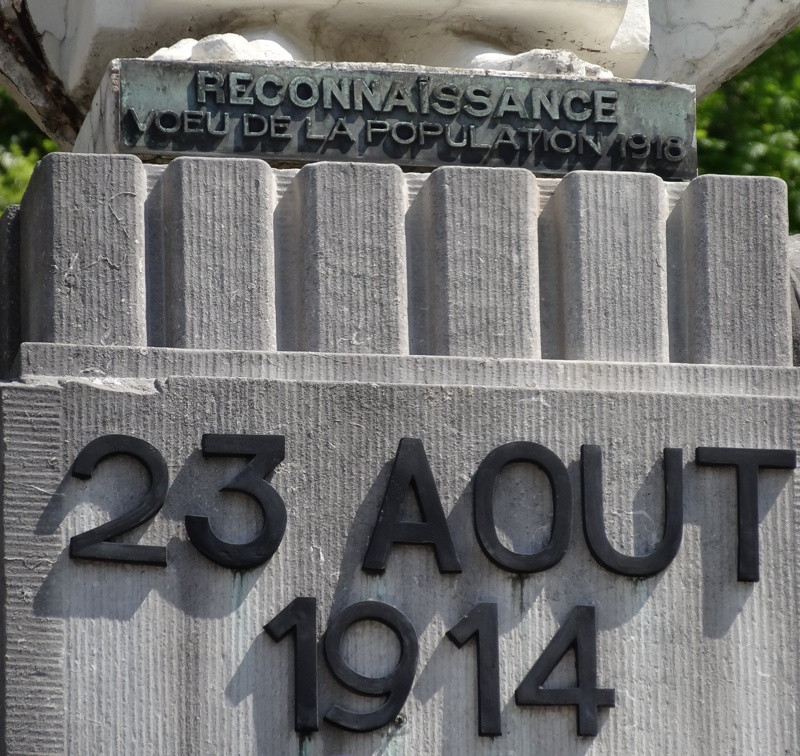 RECONNAISSANCE
VOEU DE LA POPULATION 1918
23 AOUT
1914